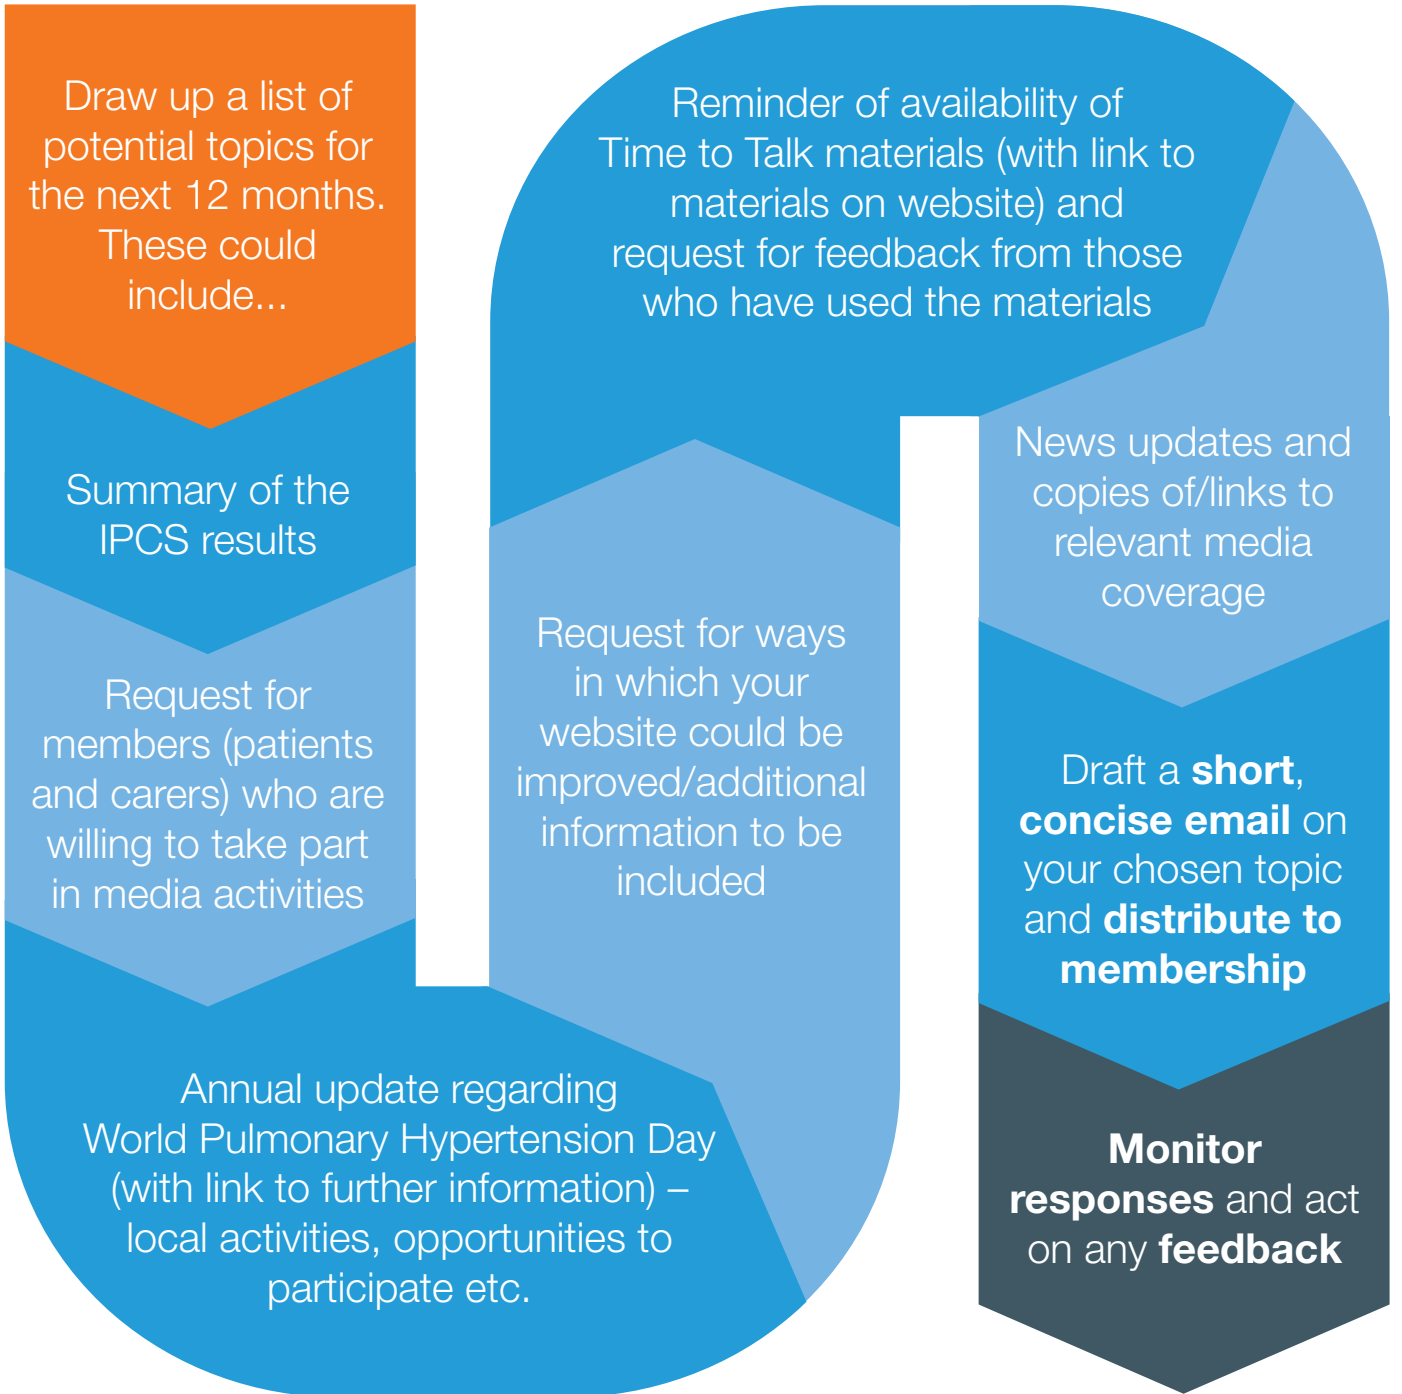 Draw up a list of
potential topics for
the next 12 months.
These could
include...
Summary of the
IPCS results
Request for
members (patients
and carers) who are
willing to take part
in media activities
Annual update regarding
World Pulmonary Hypertension Day
(with link to further information) –
local activities, opportunities to
participate etc.
Request for ways
in which your
website could be
improved/additional
information to be
included
Reminder of availability of
Time to Talk materials (with link to
materials on website) and
request for feedback from those
who have used the materials
News updates and
copies of/links to
relevant media
coverage
Draft a short,
concise email on
your chosen topic
and distribute to
membership
Monitor
responses and act
on any feedback